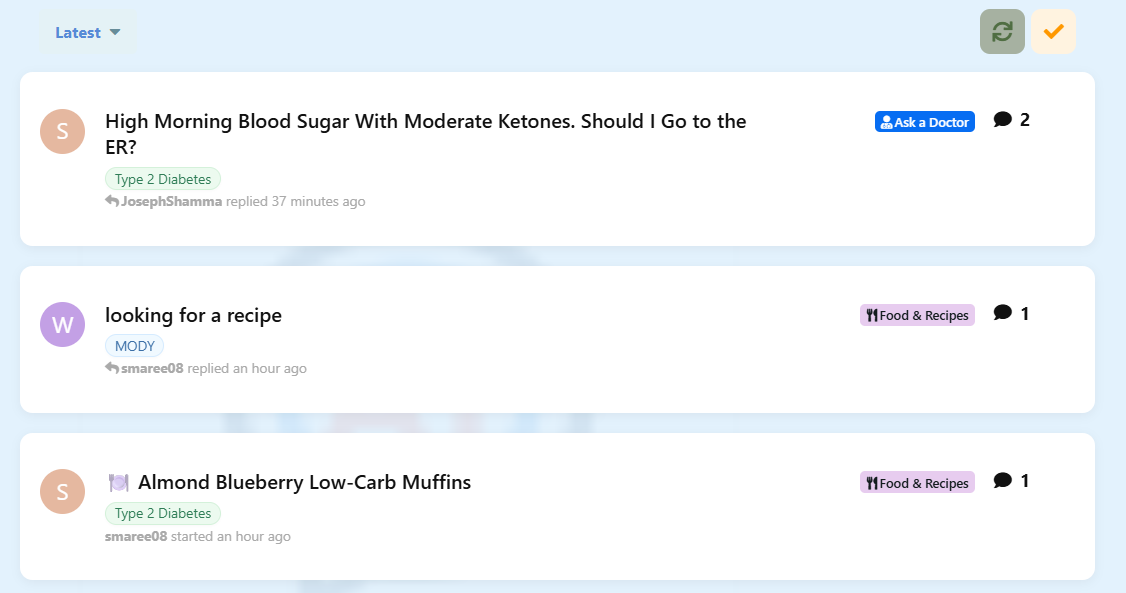 Latest
S
High Morning Blood Sugar With Moderate Ketones. Should I Go to the
ER?
Ask a Doctor
2
Type 2 Diabetes
JosephShamma replied 37 minutes ago
W
looking for a recipe
Food & Recipes
1
MODY
smaree08 replied an hour ago
S
Almond Blueberry Low-Carb Muffins
Food & Recipes
1
Type 2 Diabetes
smaree08 started an hour ago